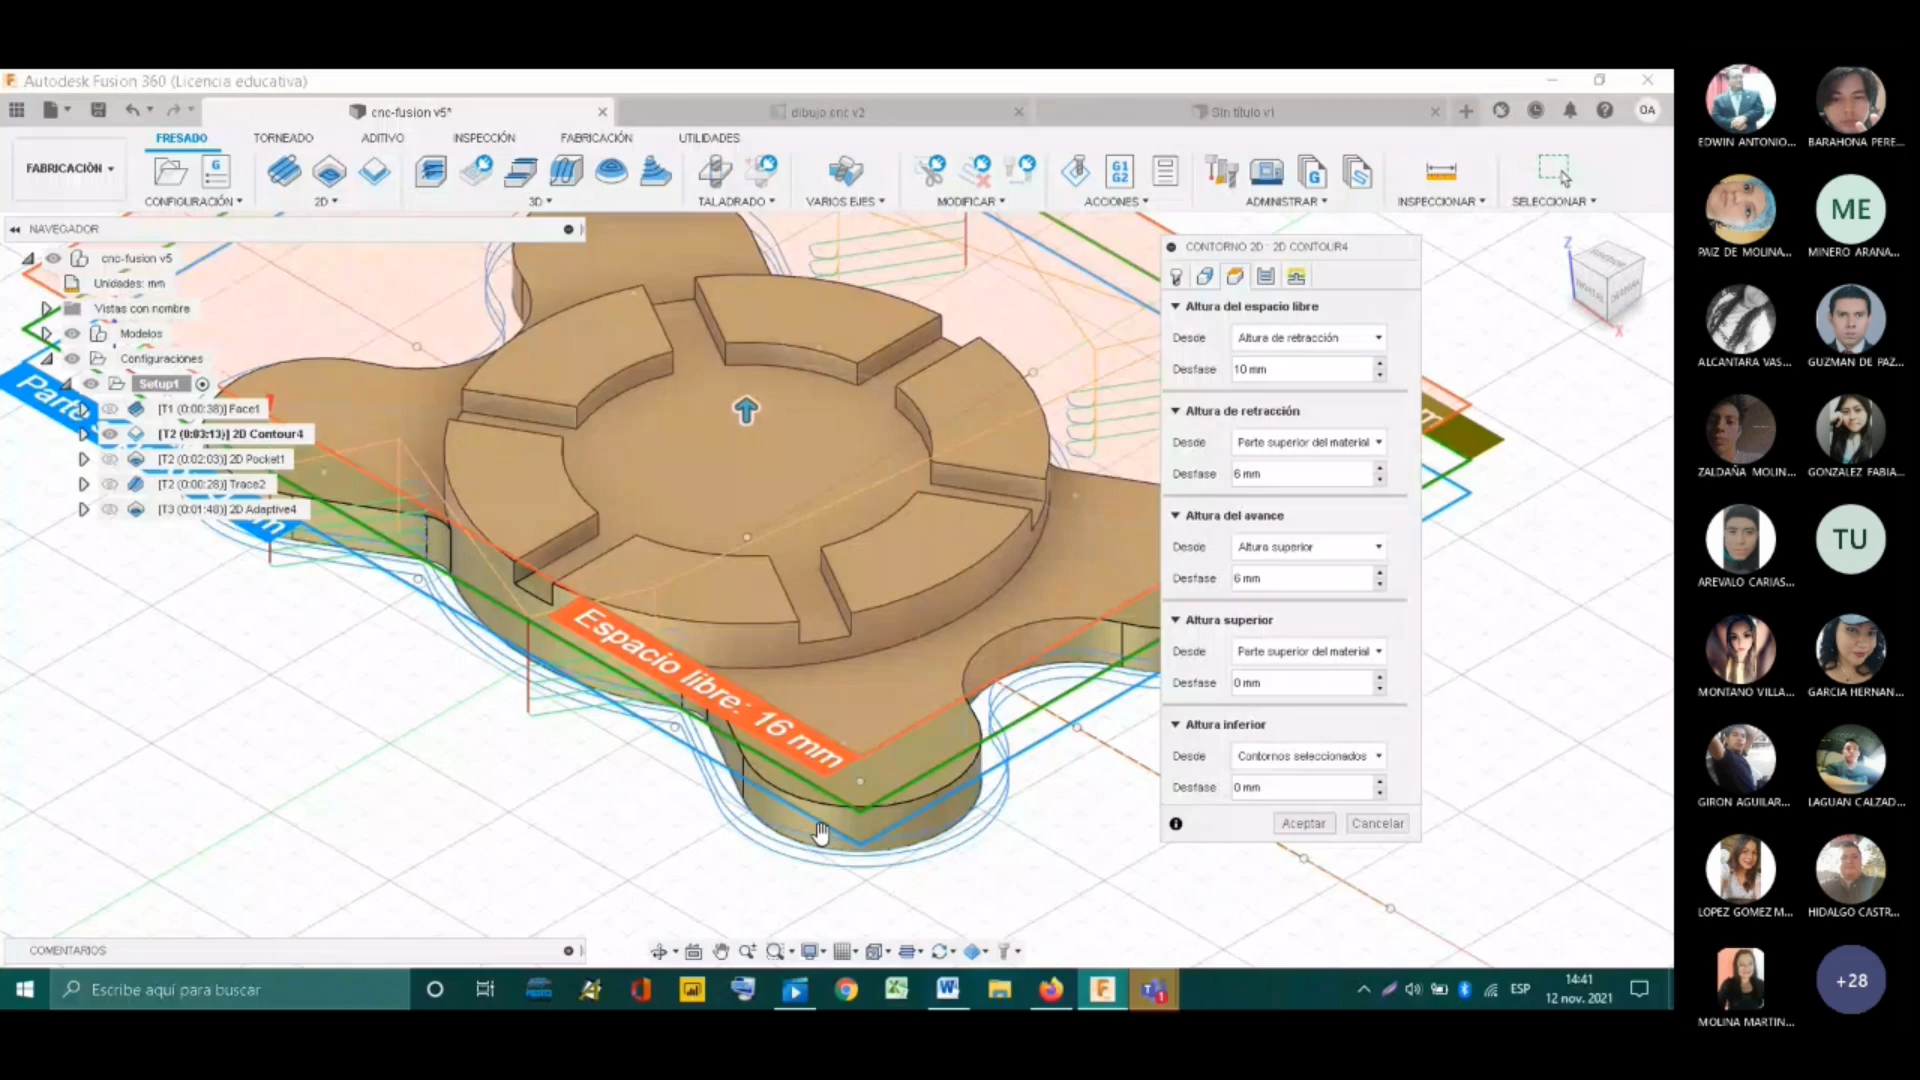 Autodesk Fusion 360 (Licencia educativa)
cnc-fusion v5*
dibujo cnc v2
Sin título v1
OA
FRESADO
TORNEADO
ADITIVO
INSPECCIÓN
FABRICACIÓN
UTILIDADES
FABRICACIÓN
CONFIGURACIÓN
2D
3D
TALADRADO
VARIOS EJES
MODIFICAR
G1
G2
ACCIONES
ADMINISTRAR
INSPECCIONAR
SELECCIONAR
NAVEGADOR
cnc-fusion v5
Unidades: mm
Vistas con nombre
Modelos
Configuraciones
Setup1
[T1 (0:00:38)] Face1
[T2 (0:03:13)] 2D Contour4
[T2 (0:02:03)] 2D Pocket1
[T2 (0:00:28)] Trace2
[T3 (0:01:48)] 2D Adaptive4
Parte
m
m
Espacio libre: 16 mm
Z
X
CONTORNO 2D : 2D CONTOUR4
Altura del espacio libre
Desde Altura de retracción
Desfase 10 mm
Altura de retracción
Desde Parte superior del material
Desfase 6 mm
Altura del avance
Desde Altura superior
Desfase 6 mm
Altura superior
Desde Parte superior del material
Desfase 0 mm
Altura inferior
Desde Contornos seleccionados
Desfase 0 mm
Aceptar
Cancelar
COMENTARIOS
Escribe aquí para buscar
ESP
14:41
12 nov. 2021
EDWIN ANTONIO...
BARAHONA PERE...
PAIZ DE MOLINA...
ME
MINERO ARANA...
ALCANTARA VAS...
GUZMAN DE PAZ...
ZALDAÑA MOLIN...
GONZALEZ FABIA...
AREVALO CARIAS...
TU
MONTANO VILLA...
GARCIA HERNAN...
GIRON AGUILAR...
LAGUAN CALZAD...
LOPEZ GOMEZ M...
HIDALGO CASTR...
MOLINA MARTIN...
+28